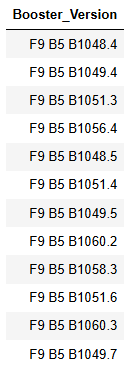 Booster_Version
F9 B5 B1048.4
F9 B5 B1049.4
F9 B5 B1051.3
F9 B5 B1056.4
F9 B5 B1048.5
F9 B5 B1051.4
F9 B5 B1049.5
F9 B5 B1060.2
F9 B5 B1058.3
F9 B5 B1051.6
F9 B5 B1060.3
F9 B5 B1049.7